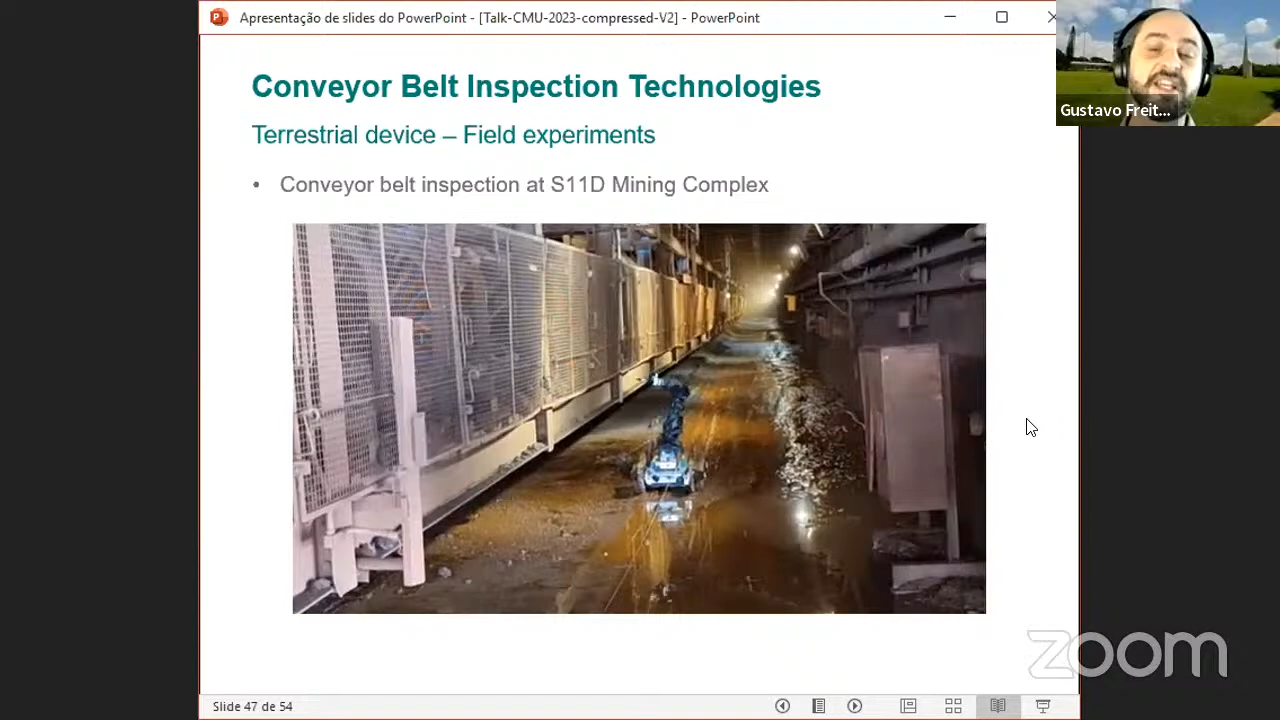 Apresentação de slides do PowerPoint - [Talk-CMU-2023-compressed-V2] - PowerPoint
Conveyor Belt Inspection Technologies
Terrestrial device – Field experiments
• Conveyor belt inspection at S11D Mining Complex
Gustavo Freit...
zoom
Slide 47 de 54